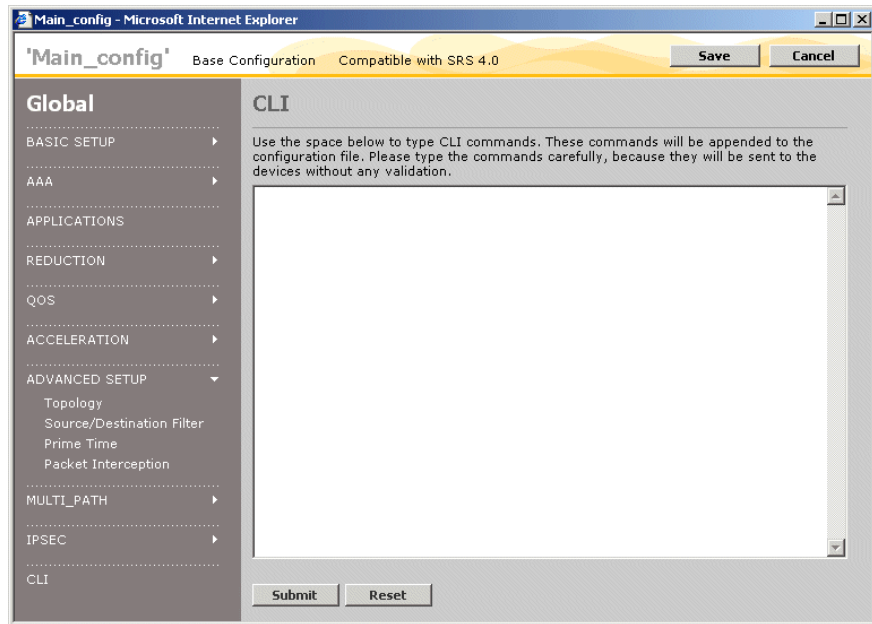 Main_config - Microsoft Internet Explorer
'Main_config' Base Configuration Compatible with SRS 4.0 Save Cancel
Global
BASIC SETUP
AAA
APPLICATIONS
REDUCTION
QOS
ACCELERATION
ADVANCED SETUP
Topology
Source/Destination Filter
Prime Time
Packet Interception
MULTI_PATH
IPSEC
CLI
CLI
Use the space below to type CLI commands. These commands will be appended to the
configuration file. Please type the commands carefully, because they will be sent to the
devices without any validation.
Submit Reset